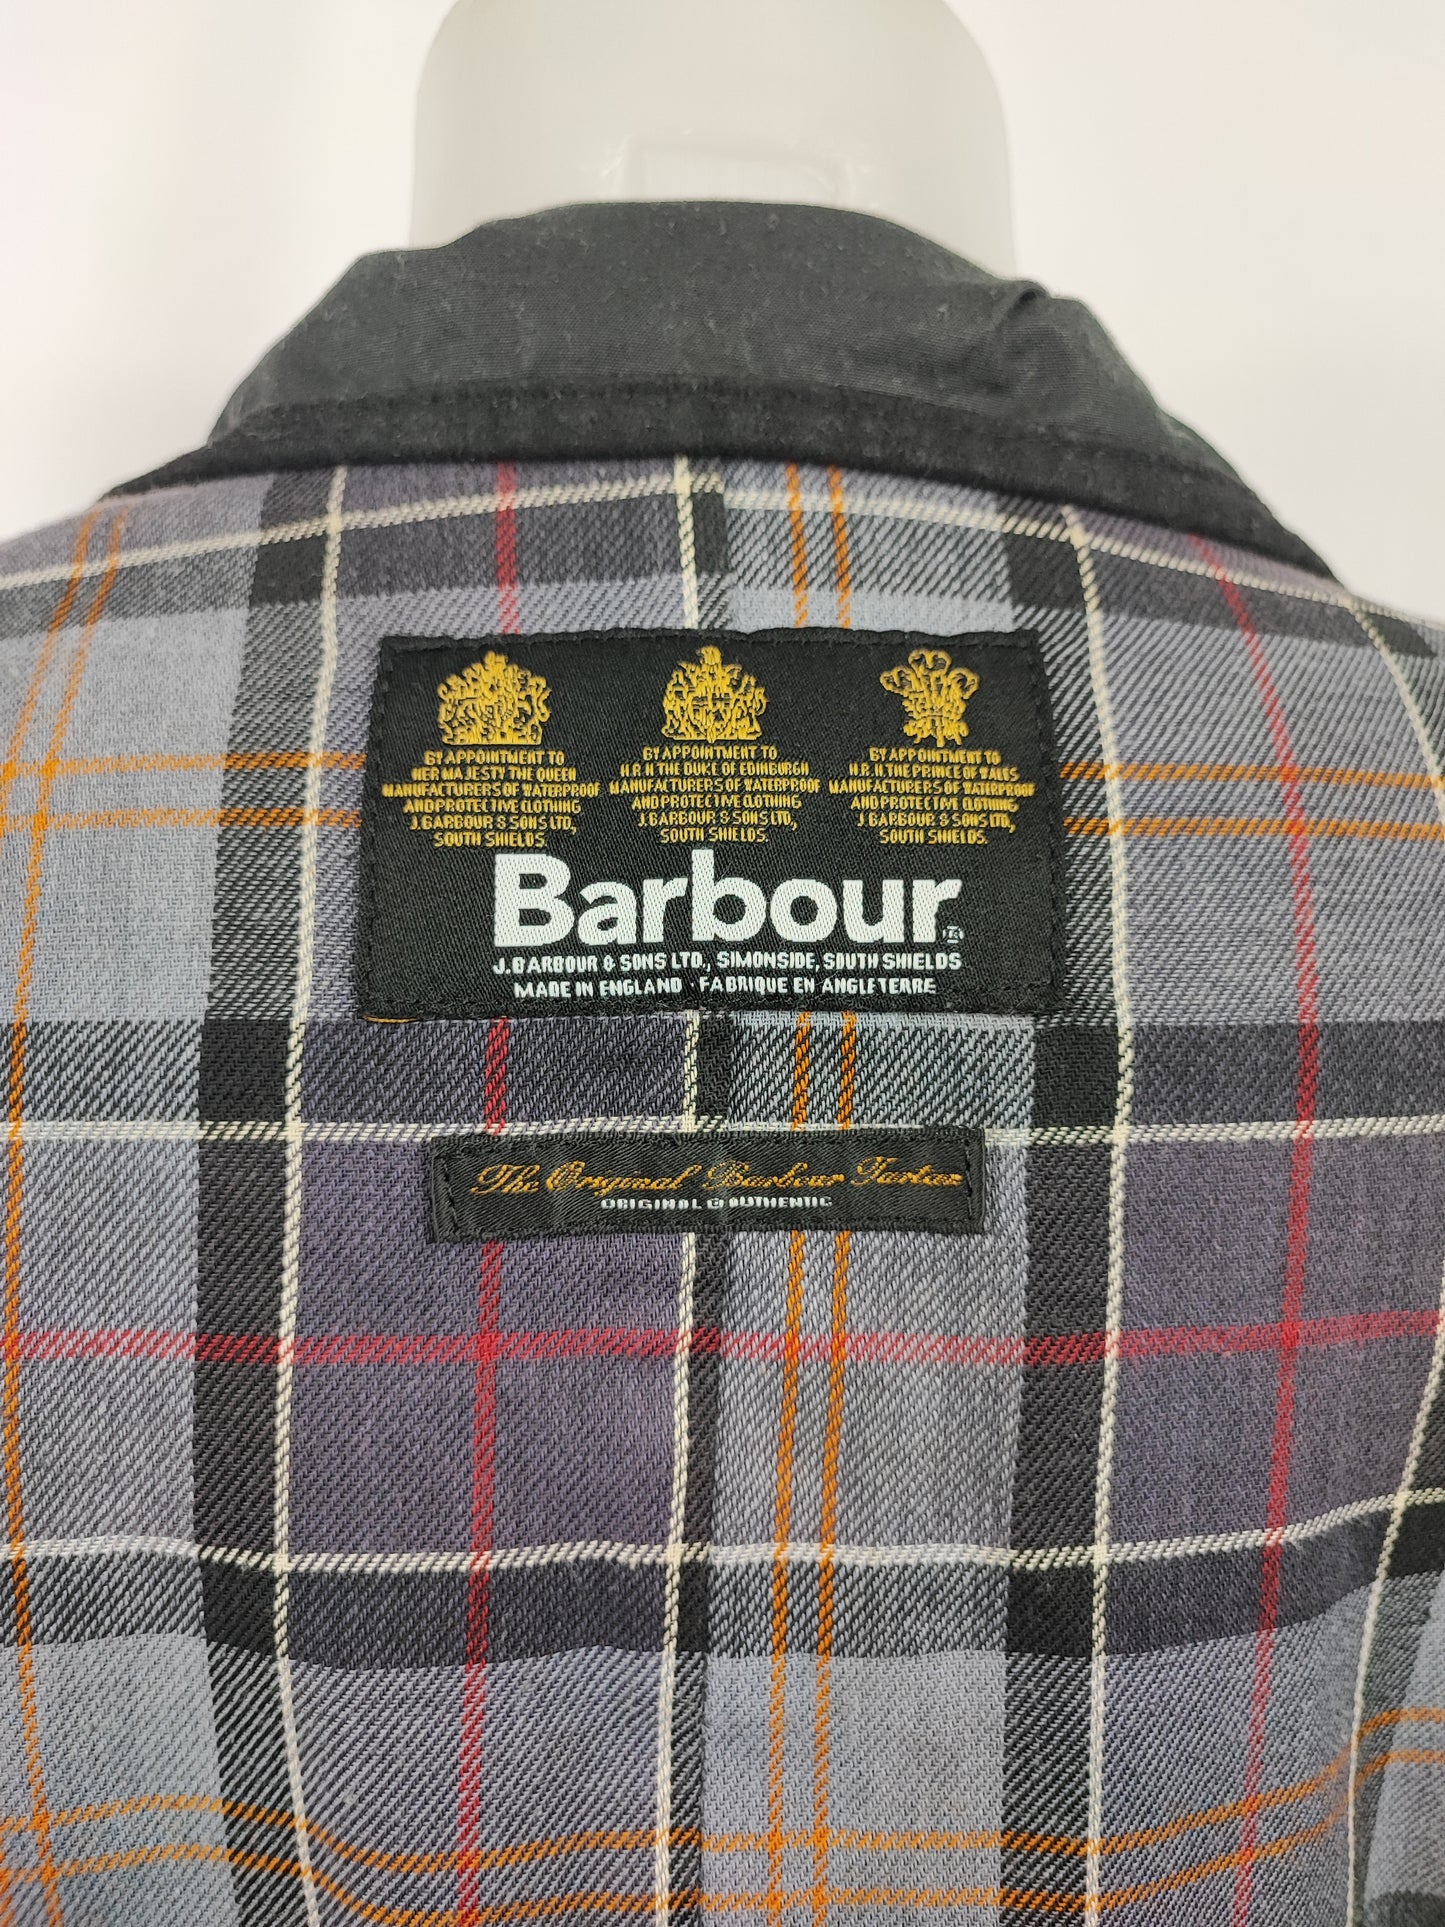 BY APPOINTMENT TO
HER MAJESTY THE QUEEN
MANUFACTURERS OF WATERPROOF
AND PROTECTIVE CLOTHING
J. BARBOUR & SONS LTD,
SOUTH SHIELDS.
BY APPOINTMENT TO
H.R.H. THE DUKE OF EDINBURGH
MANUFACTURERS OF WATERPROOF
AND PROTECTIVE CLOTHING
J. BARBOUR & SONS LTD,
SOUTH SHIELDS.
BY APPOINTMENT TO
H.R.H. THE PRINCE OF WALES
MANUFACTURERS OF WATERPROOF
AND PROTECTIVE CLOTHING
J. BARBOUR & SONS LTD,
SOUTH SHIELDS.
Barbour
J. BARBOUR & SONS LTD., SIMONSIDE, SOUTH SHIELDS
MADE IN ENGLAND · FABRIQUE EN ANGLETERRE
The Original Barbour Tartan
ORIGINAL & AUTHENTIC